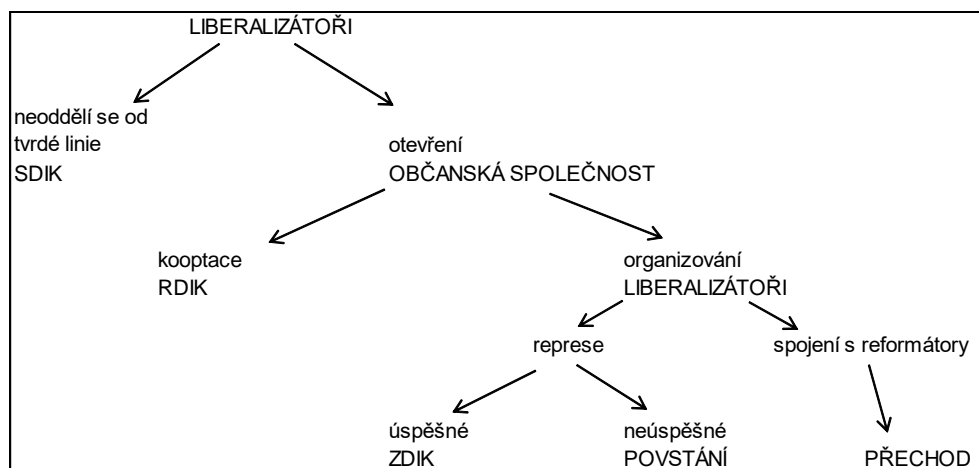 LIBERALIZÁTOŘI
neoddělí se od
tvrdé linie
SDIK
otevření
OBČANSKÁ SPOLEČNOST
kooptace
RDIK
organizování
LIBERALIZÁTOŘI
represe
spojení s reformátory
úspěšné
ZDIK
neúspěšné
POVSTÁNÍ
PŘECHOD